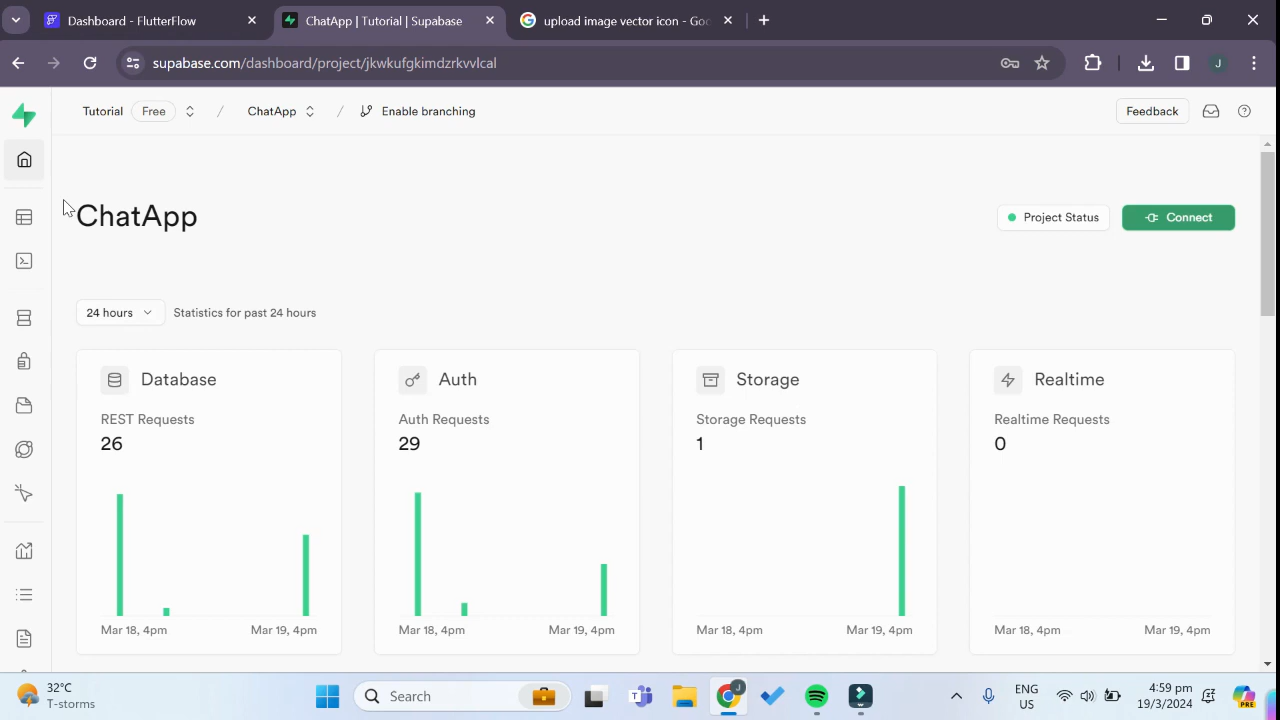 Dashboard - FlutterFlow
ChatApp | Tutorial | Supabase
upload image vector icon - Goo
supabase.com/dashboard/project/jkwkufgkimdzrkvvlcal
J
Tutorial Free / ChatApp / Enable branching
Feedback
ChatApp
Project Status
Connect
24 hours
Statistics for past 24 hours
Database
REST Requests
26
Mar 18, 4pm
Mar 19, 4pm
Auth
Auth Requests
29
Mar 18, 4pm
Mar 19, 4pm
Storage
Storage Requests
1
Mar 18, 4pm
Mar 19, 4pm
Realtime
Realtime Requests
0
Mar 18, 4pm
Mar 19, 4pm
32°C
T-storms
Search
J
ENG
US
4:59 pm
19/3/2024
PRE